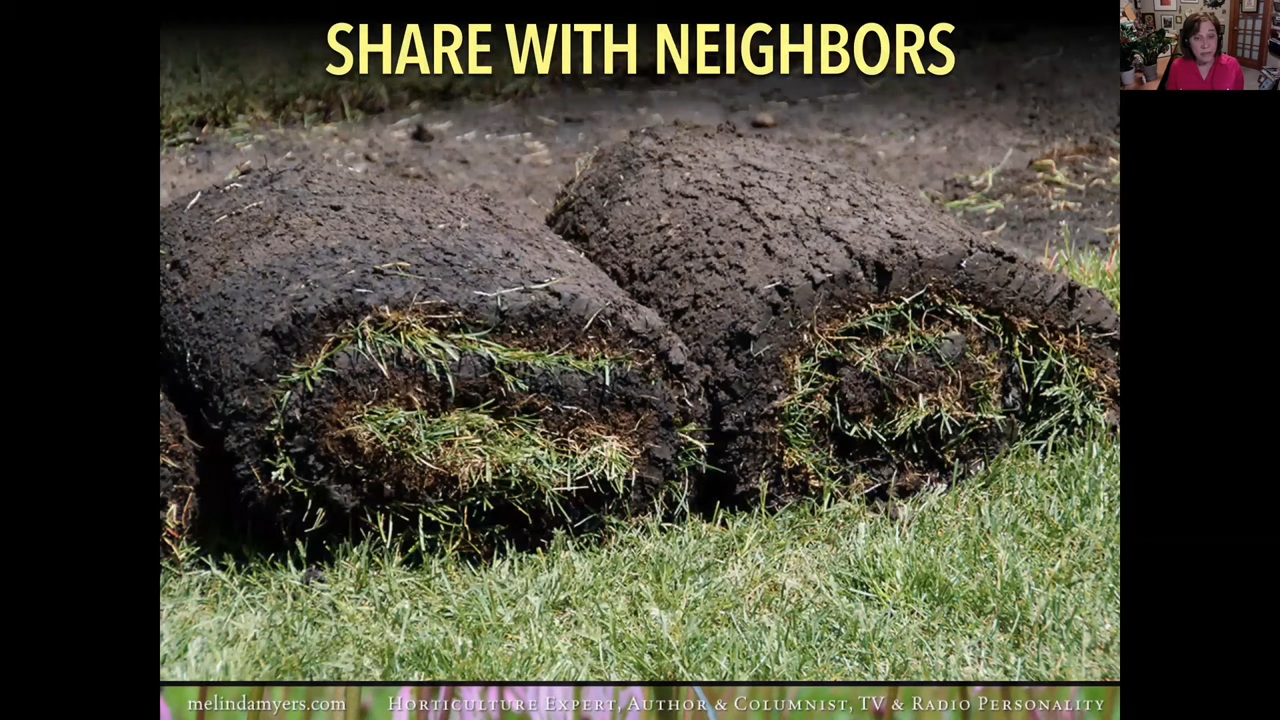 SHARE WITH NEIGHBORS
melindamyers.com Horticulture Expert, Author & Columnist, TV & Radio Personality